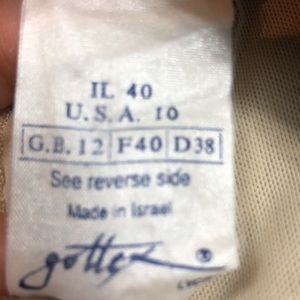 IL 40
U.S.A. 10
G.B. 12 F40 D38
See reverse side
Made in Israel
gottex ®